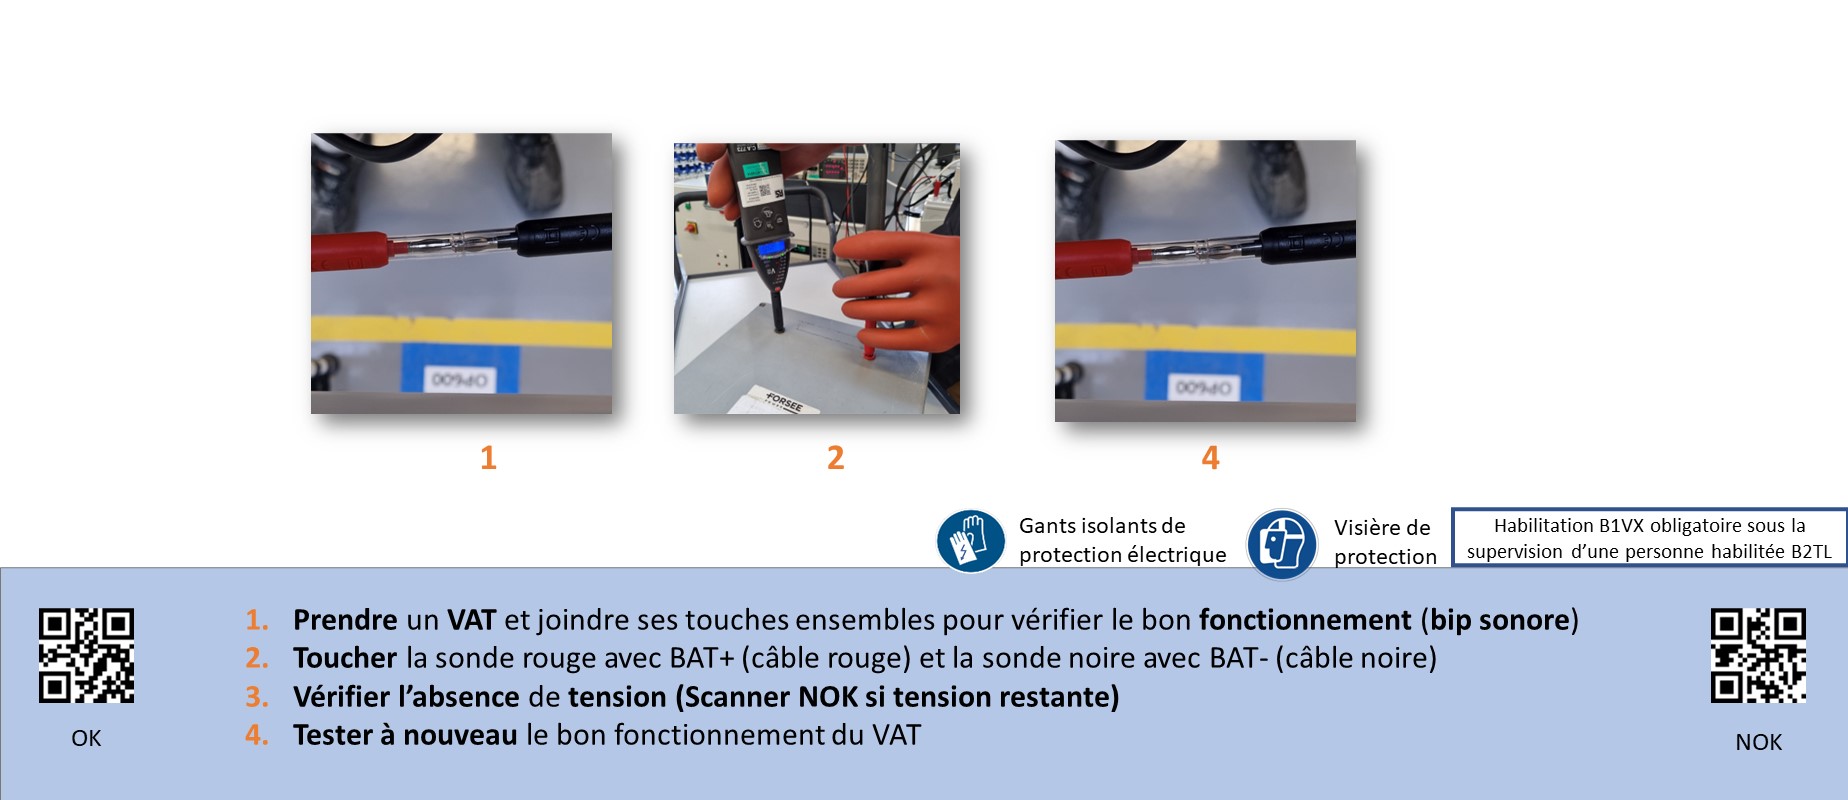 C.A 773
OP600
FORSEE
POWER
OP600
1
2
4
Gants isolants de
protection électrique
Visière de
protection
Habilitation B1VX obligatoire sous la
supervision d’une personne habilitée B2TL
1. Prendre un VAT et joindre ses touches ensembles pour vérifier le bon fonctionnement (bip sonore)
2. Toucher la sonde rouge avec BAT+ (câble rouge) et la sonde noire avec BAT- (câble noire)
3. Vérifier l’absence de tension (Scanner NOK si tension restante)
4. Tester à nouveau le bon fonctionnement du VAT
OK
NOK